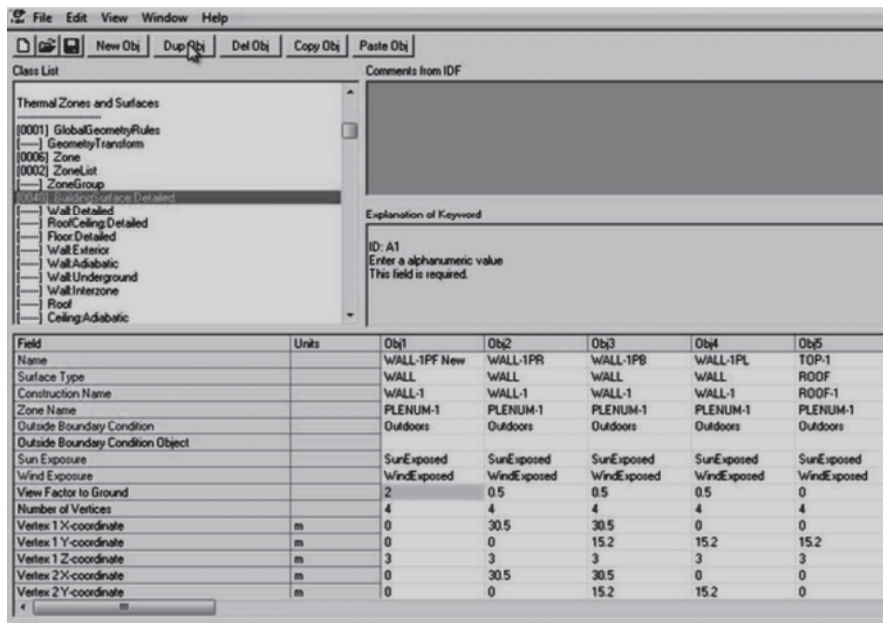 File Edit View Window Help
New Obj Dup Obj Del Obj Copy Obj Paste Obj
Class List
Thermal Zones and Surfaces
-------------------------
[0001] GlobalGeometryRules
[------] GeometryTransform
[0006] Zone
[0002] ZoneList
[------] ZoneGroup
[0040] BuildingSurface:Detailed
[------] Wall:Detailed
[------] RoofCeiling:Detailed
[------] Floor:Detailed
[------] Wall:Exterior
[------] Wall:Adiabatic
[------] Wall:Underground
[------] Wall:Interzone
[------] Roof
[------] Ceiling:Adiabatic
Comments from IDF
Explanation of Keyword
ID: A1
Enter a alphanumeric value
This field is required.
Field Units Obj1 Obj2 Obj3 Obj4 Obj5
Name WALL-1PF New WALL-1PR WALL-1PB WALL-1PL TOP-1
Surface Type WALL WALL WALL WALL ROOF
Construction Name WALL-1 WALL-1 WALL-1 WALL-1 ROOF-1
Zone Name PLENUM-1 PLENUM-1 PLENUM-1 PLENUM-1 PLENUM-1
Outside Boundary Condition Outdoors Outdoors Outdoors Outdoors Outdoors
Outside Boundary Condition Object
Sun Exposure SunExposed SunExposed SunExposed SunExposed SunExposed
Wind Exposure WindExposed WindExposed WindExposed WindExposed WindExposed
View Factor to Ground 2 0.5 0.5 0.5 0
Number of Vertices 4 4 4 4 4
Vertex 1 X-coordinate m 0 30.5 30.5 0 0
Vertex 1 Y-coordinate m 0 0 15.2 15.2 15.2
Vertex 1 Z-coordinate m 3 3 3 3 3
Vertex 2 X-coordinate m 0 30.5 30.5 0 0
Vertex 2 Y-coordinate m 0 0 15.2 15.2 0